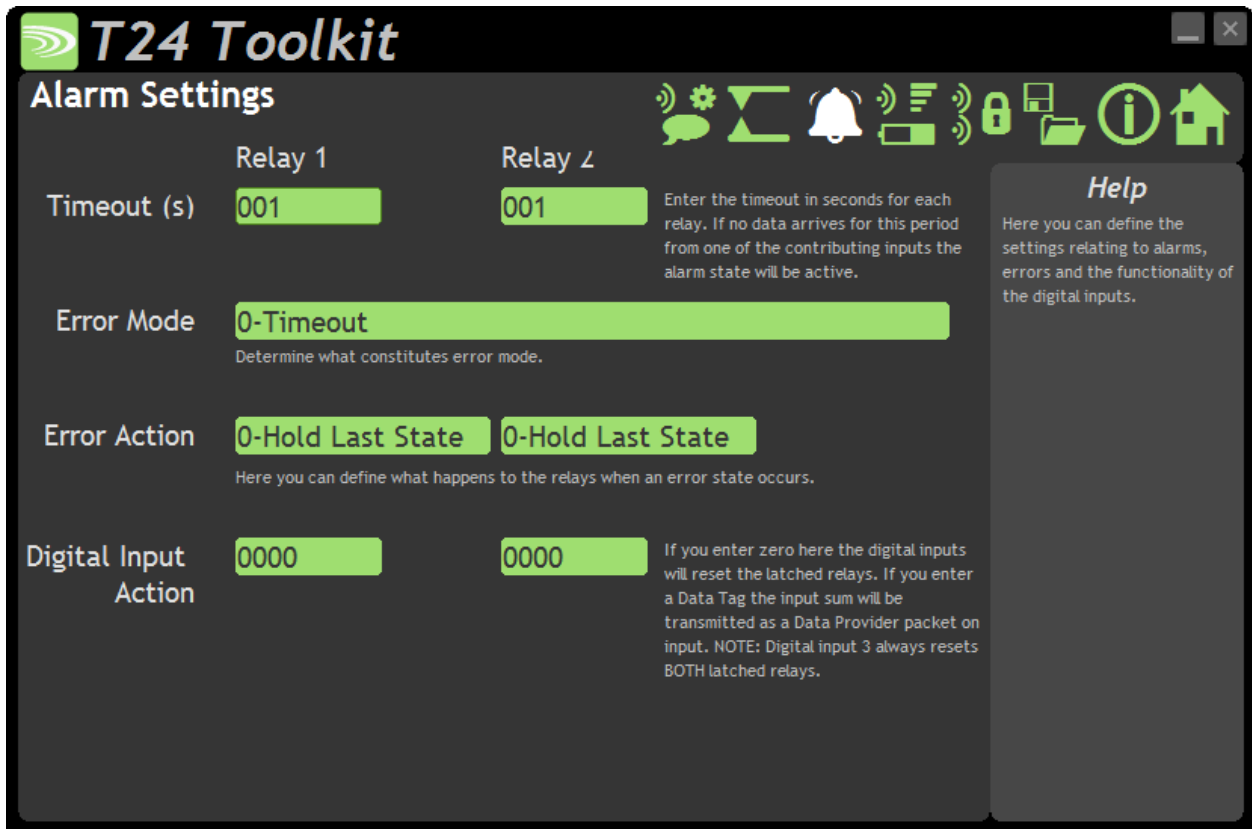 T24 Toolkit
Alarm Settings
Relay 1
Relay 2
Timeout (s)
001
001
Enter the timeout in seconds for each
relay. If no data arrives for this period
from one of the contributing inputs the
alarm state will be active.
Error Mode
0-Timeout
Determine what constitutes error mode.
Error Action
0-Hold Last State
0-Hold Last State
Here you can define what happens to the relays when an error state occurs.
Digital Input
Action
0000
0000
If you enter zero here the digital inputs
will reset the latched relays. If you enter
a Data Tag the input sum will be
transmitted as a Data Provider packet on
input. NOTE: Digital input 3 always resets
BOTH latched relays.
Help
Here you can define the
settings relating to alarms,
errors and the functionality of
the digital inputs.